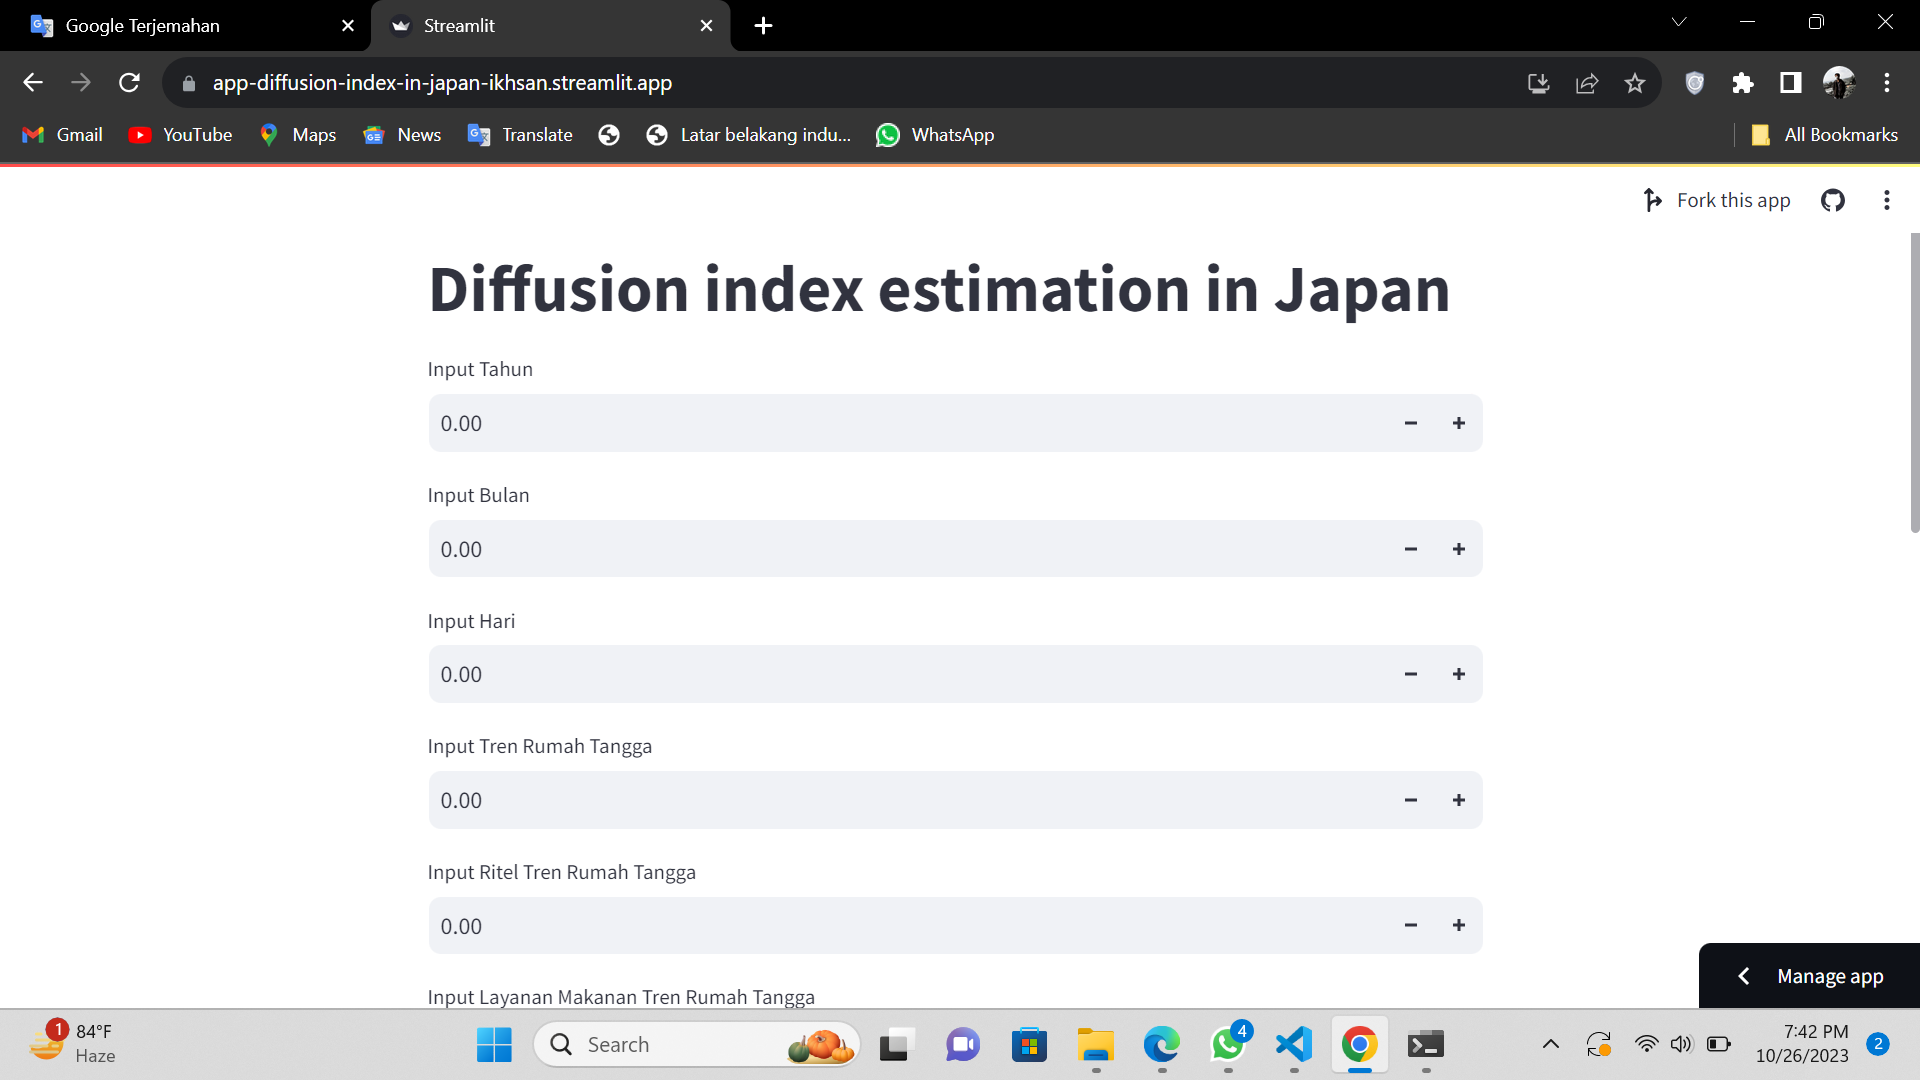 Google Terjemahan
Streamlit
app-diffusion-index-in-japan-ikhsan.streamlit.app
Gmail
YouTube
Maps
News
Translate
Latar belakang indu...
WhatsApp
All Bookmarks
Fork this app
Diffusion index estimation in Japan
Input Tahun
0.00
Input Bulan
0.00
Input Hari
0.00
Input Tren Rumah Tangga
0.00
Input Ritel Tren Rumah Tangga
0.00
Input Layanan Makanan Tren Rumah Tangga
Manage app
1
84°F
Haze
Search
4
7:42 PM
10/26/2023
2